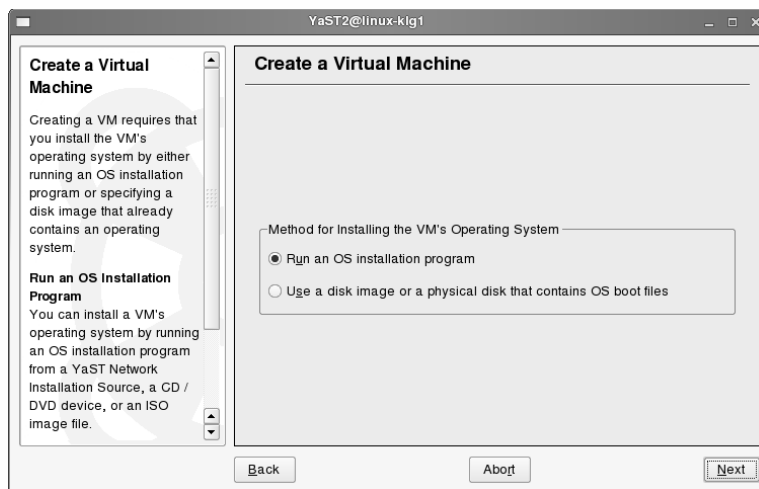 YaST2@linux-klg1
Create a Virtual
Machine
Creating a VM requires that
you install the VM's
operating system by either
running an OS installation
program or specifying a
disk image that already
contains an operating
system.
Run an OS Installation
Program
You can install a VM's
operating system by running
an OS installation program
from a YaST Network
Installation Source, a CD /
DVD device, or an ISO
image file.
Create a Virtual Machine
Method for Installing the VM's Operating System
Run an OS installation program
Use a disk image or a physical disk that contains OS boot files
Back
Abort
Next